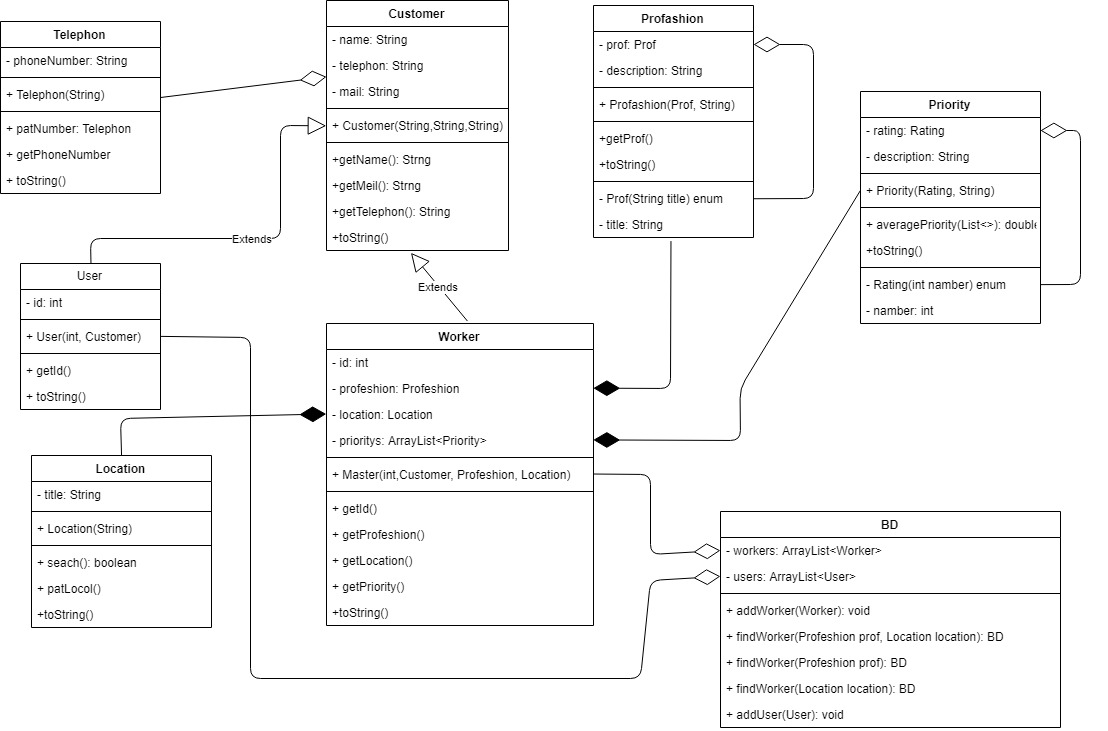 Telephon
- phoneNumber: String
+ Telephon(String)
+ patNumber: Telephon
+ getPhoneNumber
+ toString()
Customer
- name: String
- telephon: String
- mail: String
+ Customer(String,String,String)
+getName(): Strng
+getMeil(): Strng
+getTelephon(): String
+toString()
Profashion
- prof: Prof
- description: String
+ Profashion(Prof, String)
+getProf()
+toString()
- Prof(String title) enum
- title: String
Priority
- rating: Rating
- description: String
+ Priority(Rating, String)
+ averagePriority(List<>): double
+toString()
- Rating(int namber) enum
- namber: int
Extends
Extends
User
- id: int
+ User(int, Customer)
+ getId()
+ toString()
Worker
- id: int
- profeshion: Profeshion
- location: Location
- prioritys: ArrayList<Priority>
+ Master(int,Customer, Profeshion, Location)
+ getId()
+ getProfeshion()
+ getLocation()
+ getPriority()
+toString()
Location
- title: String
+ Location(String)
+ seach(): boolean
+ patLocol()
+toString()
BD
- workers: ArrayList<Worker>
- users: ArrayList<User>
+ addWorker(Worker): void
+ findWorker(Profeshion prof, Location location): BD
+ findWorker(Profeshion prof): BD
+ findWorker(Location location): BD
+ addUser(User): void